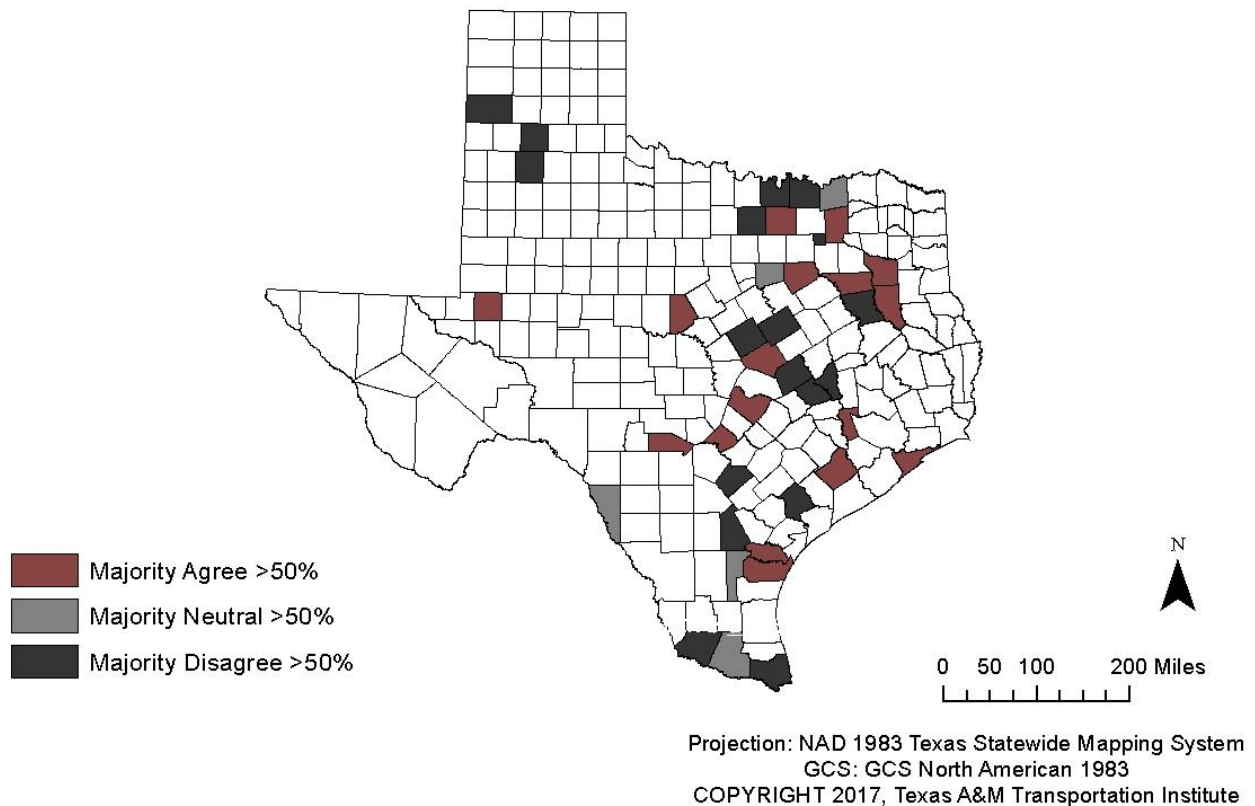 Majority Agree >50%
Majority Neutral >50%
Majority Disagree >50%
N
0 50 100 200 Miles
Projection: NAD 1983 Texas Statewide Mapping System
GCS: GCS North American 1983
COPYRIGHT 2017, Texas A&M Transportation Institute